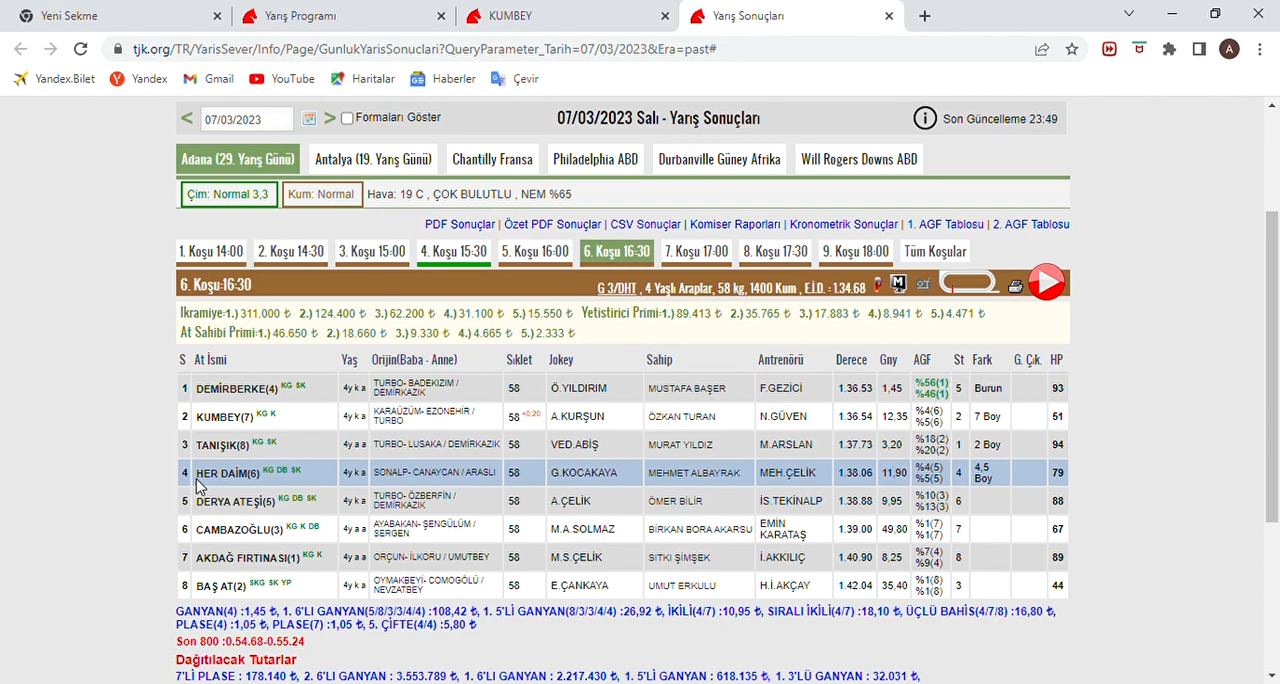 Yeni Sekme
Yarış Programı
KUMBEY
Yarış Sonuçları
tjk.org/TR/YarisSever/Info/Page/GunlukYarisSonuclari?QueryParameter_Tarih=07/03/2023&Era=past#
A
Yandex.Bilet
Yandex
Gmail
YouTube
Haritalar
Haberler
Çevir
07/03/2023
Formaları Göster
07/03/2023 Salı - Yarış Sonuçları
Son Güncelleme 23:49
Adana (29. Yarış Günü)
Antalya (19. Yarış Günü)
Chantilly Fransa
Philadelphia ABD
Durbanville Güney Afrika
Will Rogers Downs ABD
Çim: Normal 3,3
Kum: Normal
Hava: 19 C , ÇOK BULUTLU , NEM %65
PDF Sonuçlar | Özet PDF Sonuçlar | CSV Sonuçlar | Komiser Raporları | Kronometrik Sonuçlar | 1. AGF Tablosu | 2. AGF Tablosu
1. Koşu 14:00
2. Koşu 14:30
3. Koşu 15:00
4. Koşu 15:30
5. Koşu 16:00
6. Koşu 16:30
7. Koşu 17:00
8. Koşu 17:30
9. Koşu 18:00
Tüm Koşular
6. Koşu:16:30
G 3/DHT , 4 Yaşlı Araplar, 58 kg, 1400 Kum , E.İ.D. : 1.34.68
İkramiye:1.) 311.000 ₺ 2.) 124.400 ₺ 3.) 62.200 ₺ 4.) 31.100 ₺ 5.) 15.550 ₺ Yetistirici Primi:1.) 89.413 ₺ 2.) 35.765 ₺ 3.) 17.883 ₺ 4.) 8.941 ₺ 5.) 4.471 ₺
At Sahibi Primi:1.) 46.650 ₺ 2.) 18.660 ₺ 3.) 9.330 ₺ 4.) 4.665 ₺ 5.) 2.333 ₺
S At İsmi Yaş Orijin(Baba - Anne) Sıklet Jokey Sahip Antrenörü Derece Gny AGF St Fark G. Çık. HP
1 DEMİRBERKE(4) KG SK 4y k a TURBO- BADEKIZIM / DEMİRKAZIK 58 Ö.YILDIRIM MUSTAFA BAŞER F.GEZİCİ 1.36.53 1,45 %56(1) %46(1) 5 Burun 93
2 KUMBEY(7) KG K 4y k a KARAÜZÜM- EZONEHİR / TURBO 58 +0.20 A.KURŞUN ÖZKAN TURAN N.GÜVEN 1.36.54 12,35 %4(6) %5(6) 2 7 Boy 51
3 TANIŞIK(8) KG SK 4y a a TURBO- LUSAKA / DEMİRKAZIK 58 VED.ABİŞ MURAT YILDIZ M.ARSLAN 1.37.73 3,20 %18(2) %20(2) 1 2 Boy 94
4 HER DAİM(6) KG DB SK 4y k a SONALP- CANAYCAN / ARASLI 58 G.KOCAKAYA MEHMET ALBAYRAK MEH.ÇELİK 1.38.06 11,90 %4(5) %5(5) 4 4,5 Boy 79
5 DERYA ATEŞİ(5) KG DB SK 4y k a TURBO- ÖZBERFİN / DEMİRKAZIK 58 A.ÇELİK ÖMER BİLİR İS.TEKİNALP 1.38.88 9,95 %10(3) %13(3) 6 88
6 CAMBAZOĞLU(3) KG K DB 4y a a AYABAKAN- ŞENGÜLÜM / SERGEN 58 M.A.SOLMAZ BİRKAN BORA AKARSU EMİN KARATAŞ 1.39.00 49,80 %1(7) %1(7) 7 67
7 AKDAĞ FIRTINASI(1) KG K 4y a a ORÇUN- İLKORU / UMUTBEY 58 M.S.ÇELİK SITKI ŞİMŞEK İ.AKKILIÇ 1.40.90 8,25 %7(4) %9(4) 8 89
8 BAŞ AT(2) SKG SK YP 4y k a OYMAKBEYİ- COMOGÖLÜ / NEVZATBEY 58 E.ÇANKAYA UMUT ERKULU H.İ.AKÇAY 1.42.04 35,40 %1(8) %1(8) 3 44
GANYAN(4) :1,45 ₺, 1. 6'LI GANYAN(5/8/3/3/4/4) :108,42 ₺, 1. 5'Lİ GANYAN(8/3/3/4/4) :26,92 ₺, İKİLİ(4/7) :10,95 ₺, SIRALI İKİLİ(4/7) :18,10 ₺, ÜÇLÜ BAHİS(4/7/8) :16,80 ₺,
PLASE(4) :1,05 ₺, PLASE(7) :1,05 ₺, 5. ÇİFTE(4/4) :5,80 ₺
Son 800 :0.54.68-0.55.24
Dağıtılacak Tutarlar
7'Lİ PLASE : 178.140 ₺, 2. 6'LI GANYAN : 3.553.789 ₺, 1. 6'LI GANYAN : 2.217.430 ₺, 1. 5'Lİ GANYAN : 618.135 ₺, 1. 3'LÜ GANYAN : 32.031 ₺,